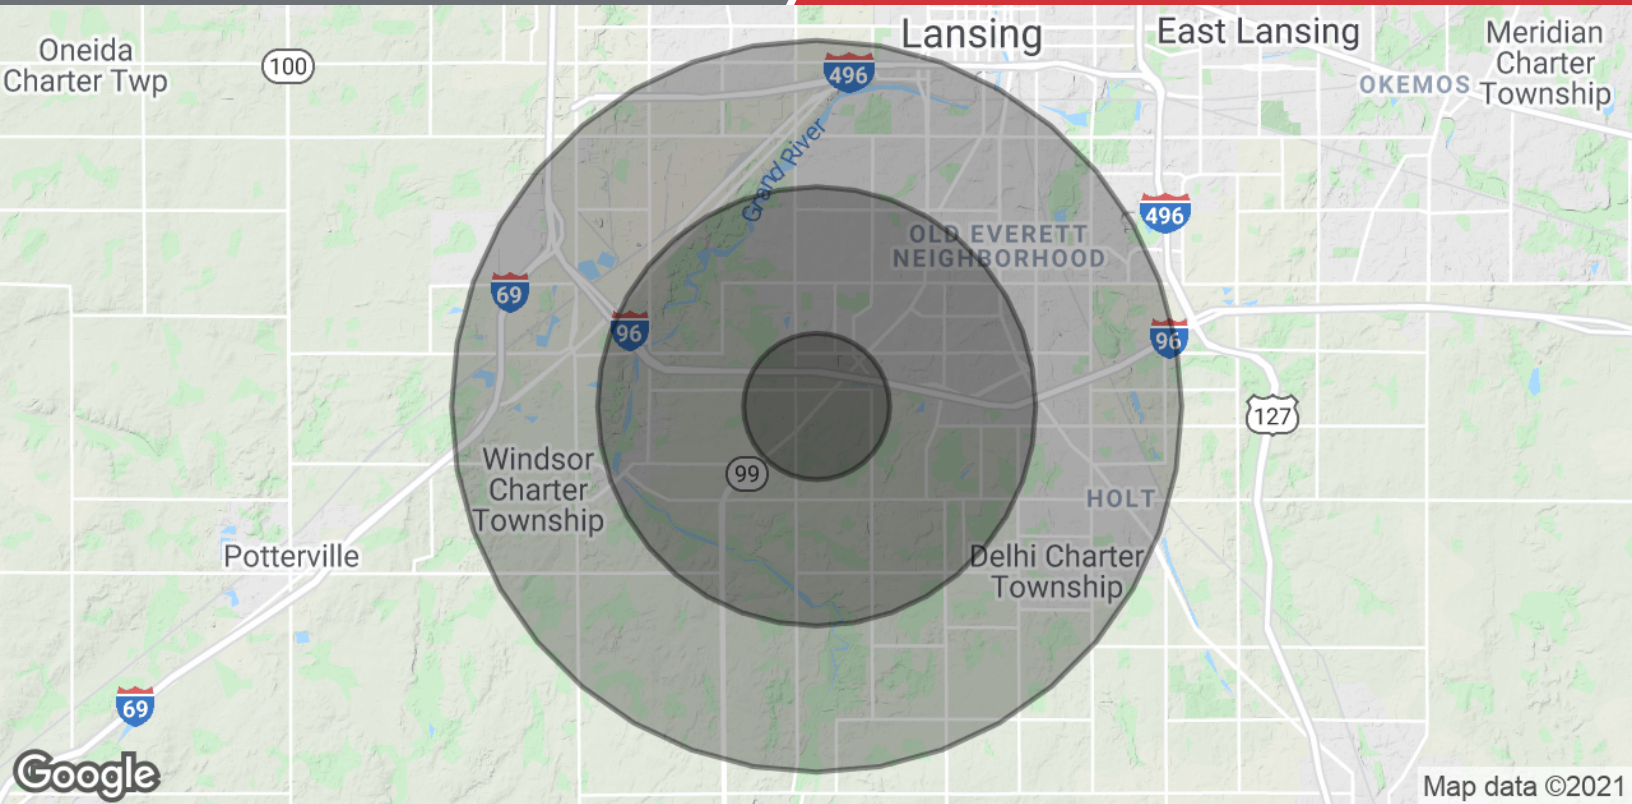 Lansing
East Lansing
Meridian
Charter
Township
Oneida
Charter Twp
100
496
OKEMOS
Grand River
496
OLD EVERETT
NEIGHBORHOOD
69
96
96
127
Windsor
Charter
Township
99
HOLT
Potterville
Delhi Charter
Township
69
Google
Map data ©2021